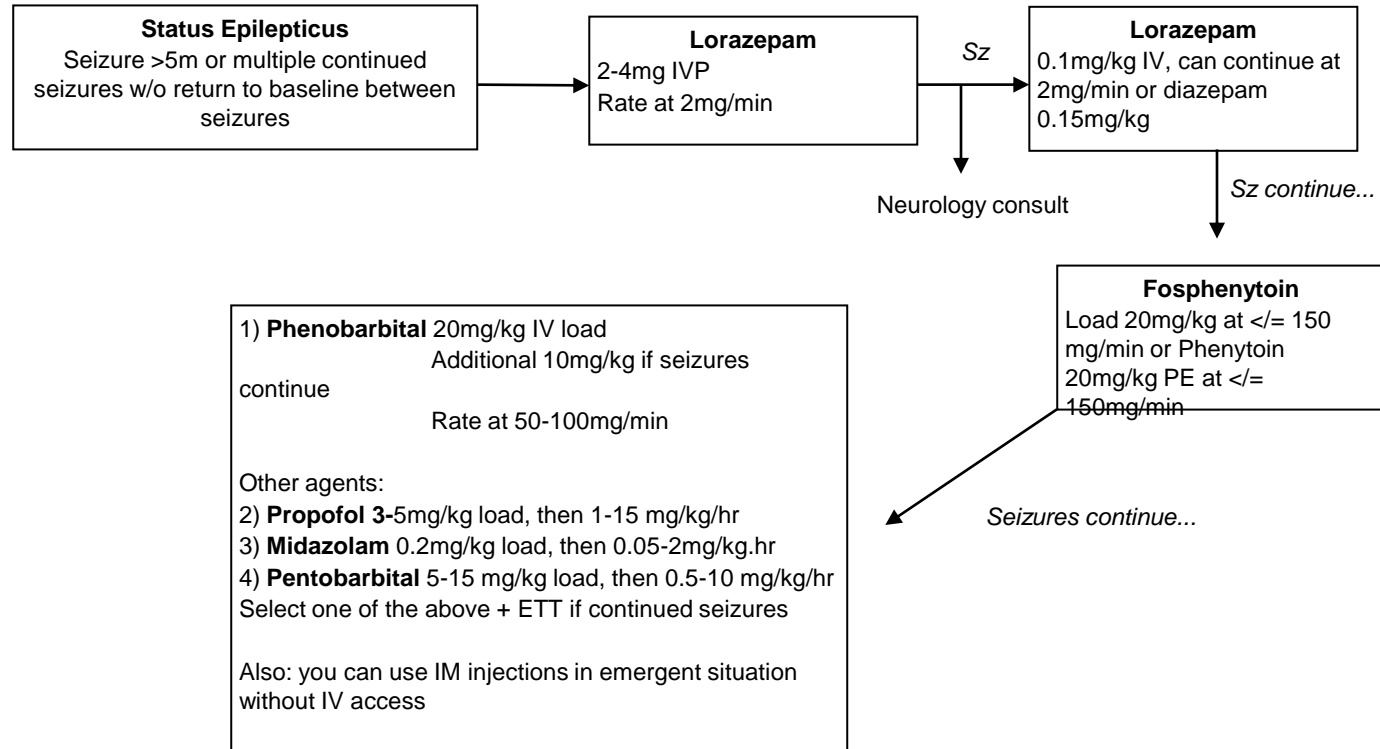 Status Epilepticus
Seizure >5m or multiple continued
seizures w/o return to baseline between
seizures
Lorazepam
2-4mg IVP
Rate at 2mg/min
Sz
Lorazepam
0.1mg/kg IV, can continue at
2mg/min or diazepam
0.15mg/kg
Neurology consult
Sz continue...
Fosphenytoin
Load 20mg/kg at </= 150
mg/min or Phenytoin
20mg/kg PE at </=
150mg/min
Seizures continue...
1) Phenobarbital 20mg/kg IV load
Additional 10mg/kg if seizures
continue
Rate at 50-100mg/min
Other agents:
2) Propofol 3-5mg/kg load, then 1-15 mg/kg/hr
3) Midazolam 0.2mg/kg load, then 0.05-2mg/kg.hr
4) Pentobarbital 5-15 mg/kg load, then 0.5-10 mg/kg/hr
Select one of the above + ETT if continued seizures
Also: you can use IM injections in emergent situation
without IV access